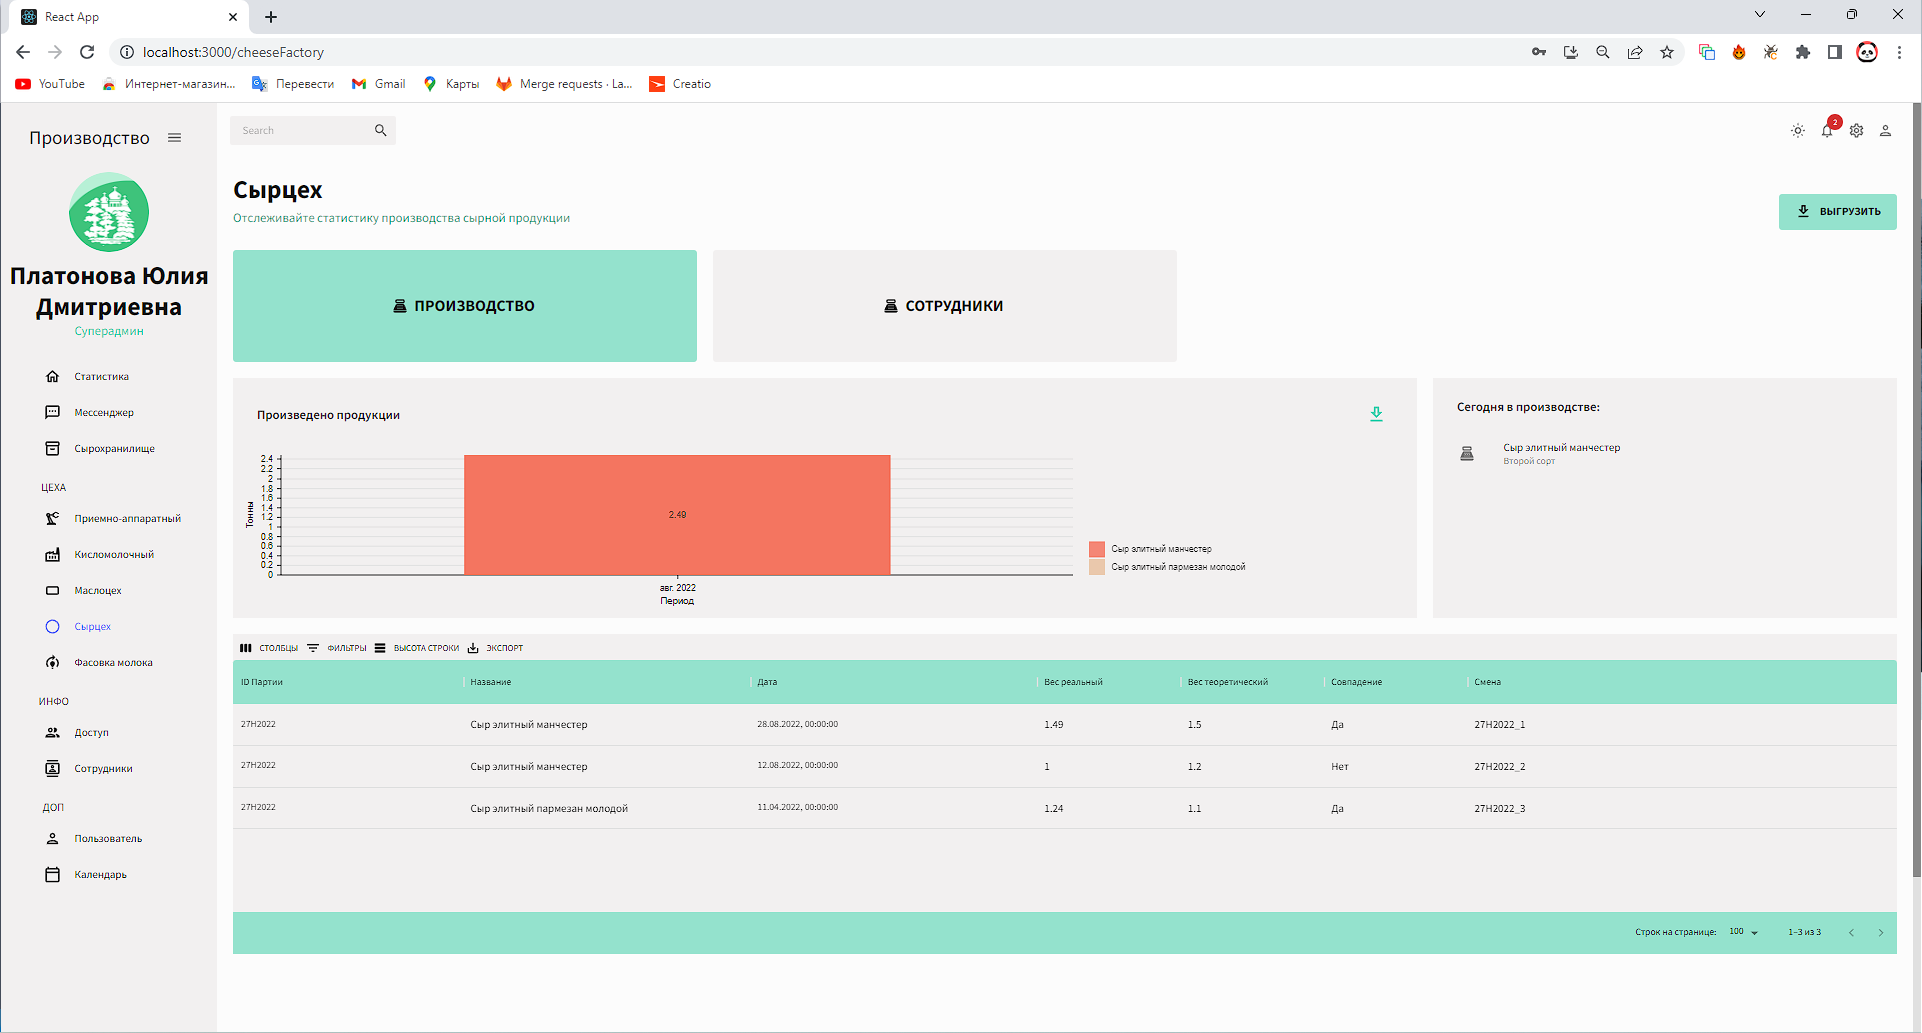 React App
localhost:3000/cheeseFactory
YouTube
Интернет-магазин...
Перевести
Gmail
Карты
Merge requests · La...
Creatio
Производство
Search
2
Платонова Юлия
Дмитриевна
Суперадмин
Статистика
Мессенджер
Сырохранилище
ЦЕХА
Приемно-аппаратный
Кисломолочный
Маслоцех
Сырцех
Фасовка молока
ИНФО
Доступ
Сотрудники
ДОП
Пользователь
Календарь
Сырцех
Отслеживайте статистику производства сырной продукции
ВЫГРУЗИТЬ
ПРОИЗВОДСТВО
СОТРУДНИКИ
Произведено продукции
Тонны
2.4
2.2
2
1.8
1.6
1.4
1.2
1
0.8
0.6
0.4
0.2
0
2.49
авг. 2022
Период
Сыр элитный манчестер
Сыр элитный пармезан молодой
Сегодня в производстве:
Сыр элитный манчестер
Второй сорт
СТОЛБЦЫ ФИЛЬТРЫ ВЫСОТА СТРОКИ ЭКСПОРТ
ID Партии Название Дата Вес реальный Вес теоретический Совпадение Смена
27H2022 Сыр элитный манчестер 28.08.2022, 00:00:00 1.49 1.5 Да 27H2022_1
27H2022 Сыр элитный манчестер 12.08.2022, 00:00:00 1 1.2 Нет 27H2022_2
27H2022 Сыр элитный пармезан молодой 11.04.2022, 00:00:00 1.24 1.1 Да 27H2022_3
Строк на странице: 100 1–3 из 3